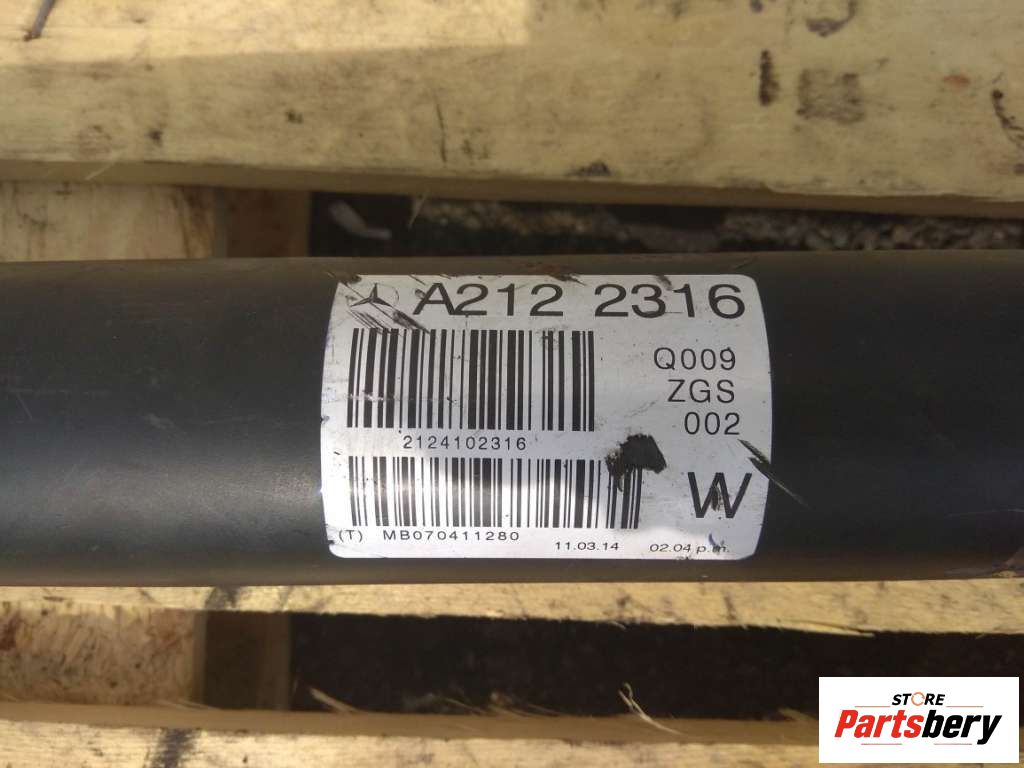 A212 2316
Q009
ZGS
002
2124102316
W
(T) MB070411280 11.03.14 02.04 p.m.
STORE
Partsbery